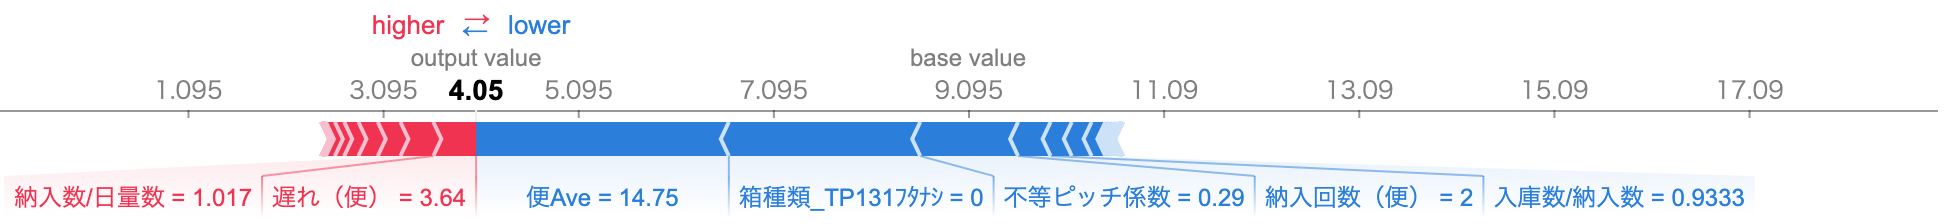 higher ⇄ lower
output value base value
1.095 3.095 4.05 5.095 7.095 9.095 11.09 13.09 15.09 17.09
納入数/日量数 = 1.017 遅れ（便） = 3.64 便Ave = 14.75 箱種類_TP131ﾌﾀﾅｼ = 0 不等ピッチ係数 = 0.29 納入回数（便） = 2 入庫数/納入数 = 0.9333